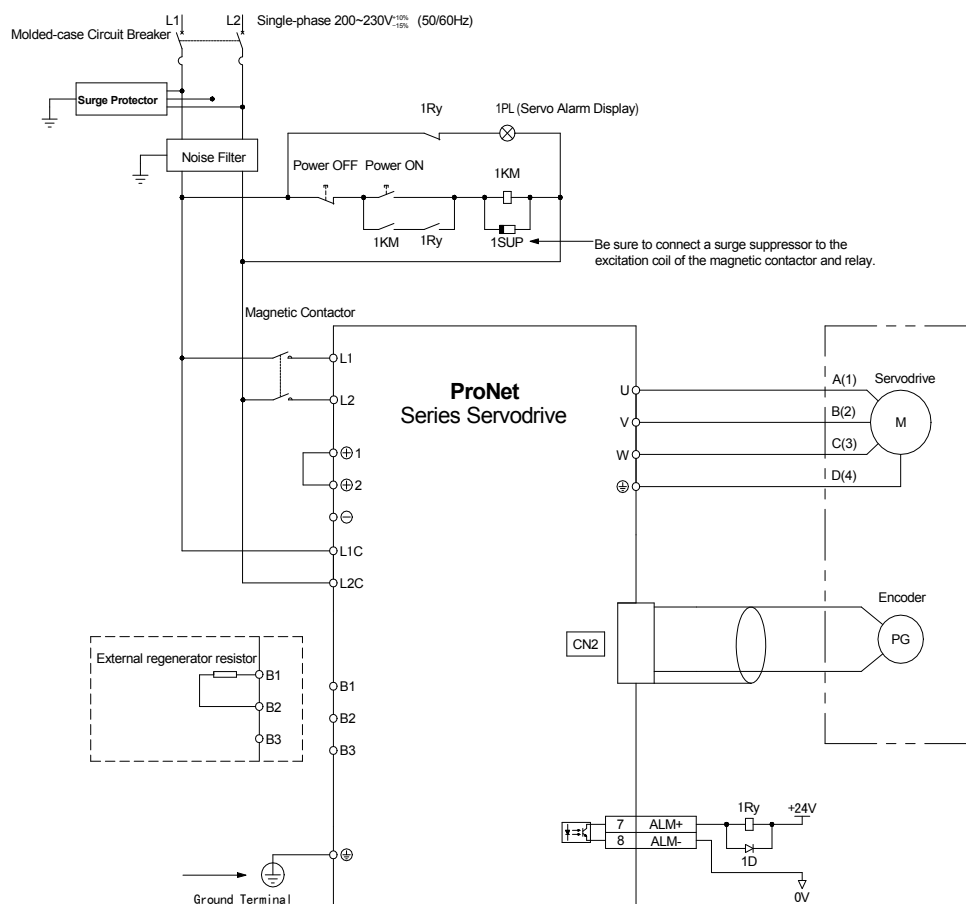 L1
L2
Single-phase 200~230V +10% -15% (50/60Hz)
Molded-case Circuit Breaker
Surge Protector
1Ry
1PL (Servo Alarm Display)
Noise Filter
Power OFF
Power ON
1KM
1KM
1Ry
1SUP
Be sure to connect a surge suppressor to the
excitation coil of the magnetic contactor and relay.
Magnetic Contactor
L1
L2
⊕1
⊕2
⊖
L1C
L2C
ProNet
Series Servodrive
U
V
W
A(1)
B(2)
C(3)
D(4)
Servodrive
M
Encoder
PG
CN2
External regenerator resistor
B1
B2
B3
B1
B2
B3
7 ALM+
8 ALM-
1Ry
+24V
1D
0V
Ground Terminal